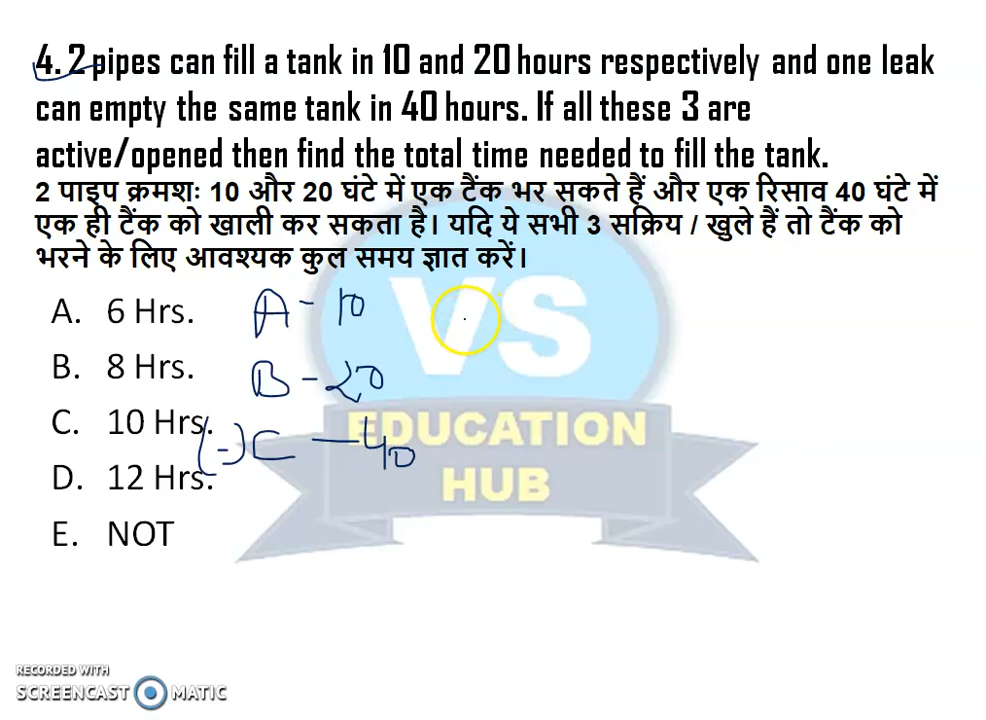 4. 2 pipes can fill a tank in 10 and 20 hours respectively and one leak
can empty the same tank in 40 hours. If all these 3 are
active/opened then find the total time needed to fill the tank.
2 पाइप क्रमशः 10 और 20 घंटे में एक टैंक भर सकते हैं और एक रिसाव 40 घंटे में
एक ही टैंक को खाली कर सकता है। यदि ये सभी 3 सक्रिय / खुले हैं तो टैंक को
भरने के लिए आवश्यक कुल समय ज्ञात करें।
A. 6 Hrs.
B. 8 Hrs.
C. 10 Hrs.
D. 12 Hrs.
E. NOT
A - 10
B - 20
(-) C - 40
VS
EDUCATION
HUB
RECORDED WITH
SCREENCAST MATIC